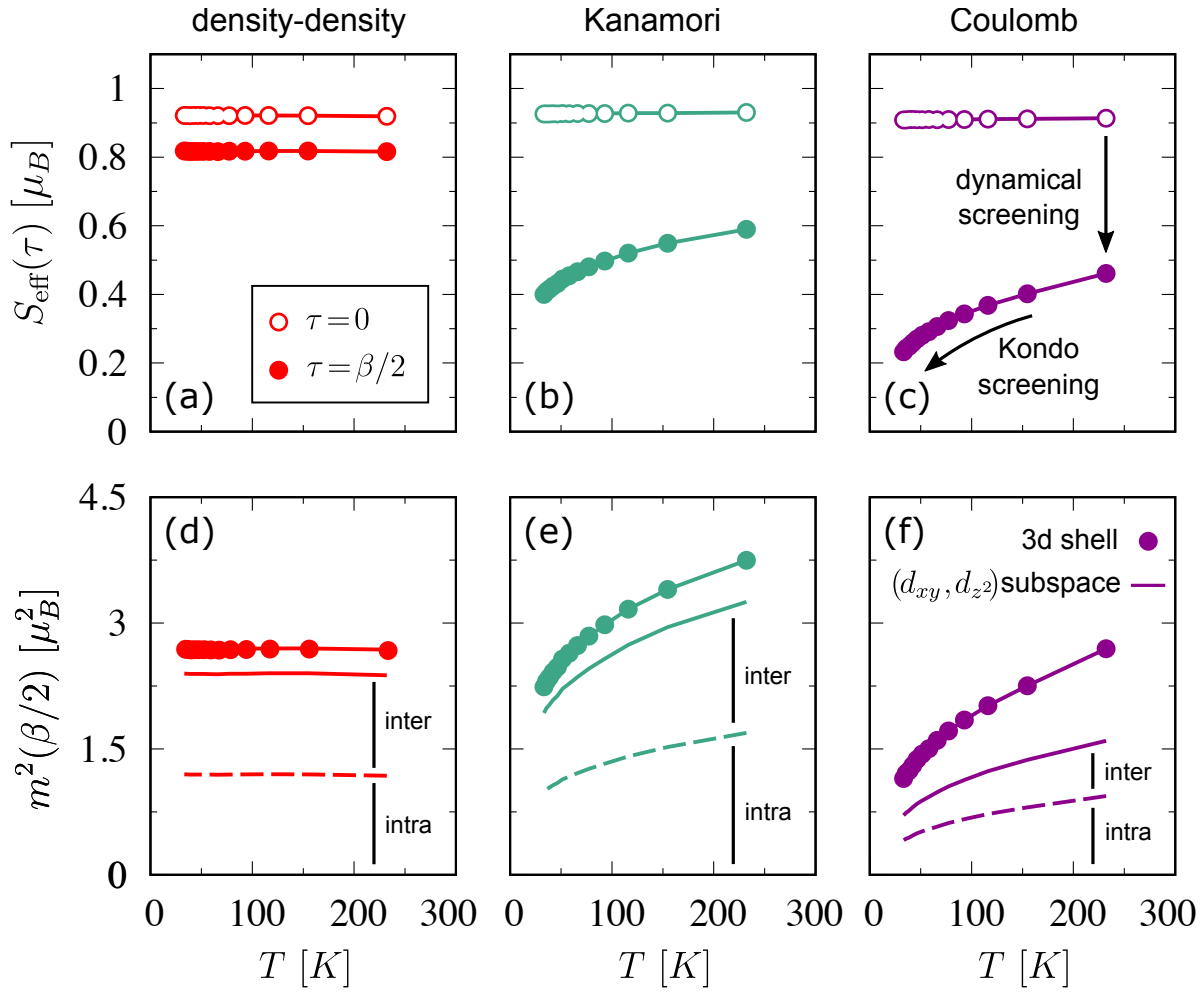 density-density
Kanamori
Coulomb
S_eff(τ) [μ_B]
1
0.8
0.6
0.4
0.2
0
τ=0
τ=β/2
(a)
(b)
dynamical
screening
Kondo
screening
(c)
m²(β/2) [μ_B²]
4.5
3
1.5
0
(d)
inter
intra
(e)
inter
intra
(f)
3d shell
(d_xy, d_z²)subspace
inter
intra
0 100 200 300
0 100 200 300
0 100 200 300
T [K]
T [K]
T [K]